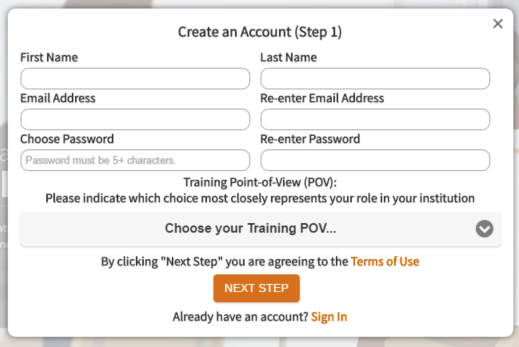 Create an Account (Step 1)
×
First Name
Last Name
Email Address
Re-enter Email Address
Choose Password
Re-enter Password
Password must be 5+ characters.
Training Point-of-View (POV):
Please indicate which choice most closely represents your role in your institution
Choose your Training POV...
By clicking "Next Step" you are agreeing to the Terms of Use
NEXT STEP
Already have an account? Sign In